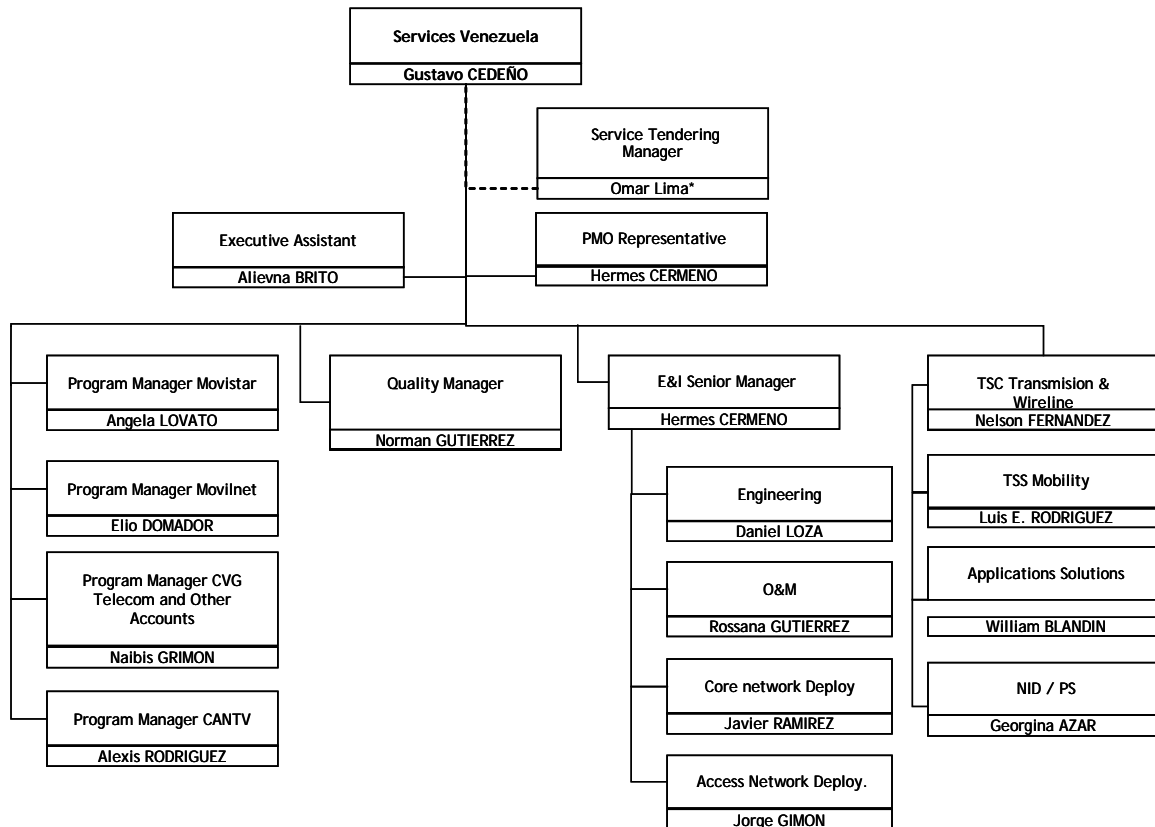 Services Venezuela
Gustavo CEDEÑO
Service Tendering
Manager
Omar Lima*
Executive Assistant
Alievna BRITO
PMO Representative
Hermes CERMENO
Program Manager Movistar
Angela LOVATO
Program Manager Movilnet
Elio DOMADOR
Program Manager CVG
Telecom and Other
Accounts
Naibis GRIMON
Program Manager CANTV
Alexis RODRIGUEZ
Quality Manager
Norman GUTIERREZ
E&I Senior Manager
Hermes CERMENO
Engineering
Daniel LOZA
O&M
Rossana GUTIERREZ
Core network Deploy
Javier RAMIREZ
Access Network Deploy.
Jorge GIMON
TSC Transmision &
Wireline
Nelson FERNANDEZ
TSS Mobility
Luis E. RODRIGUEZ
Applications Solutions
William BLANDIN
NID / PS
Georgina AZAR